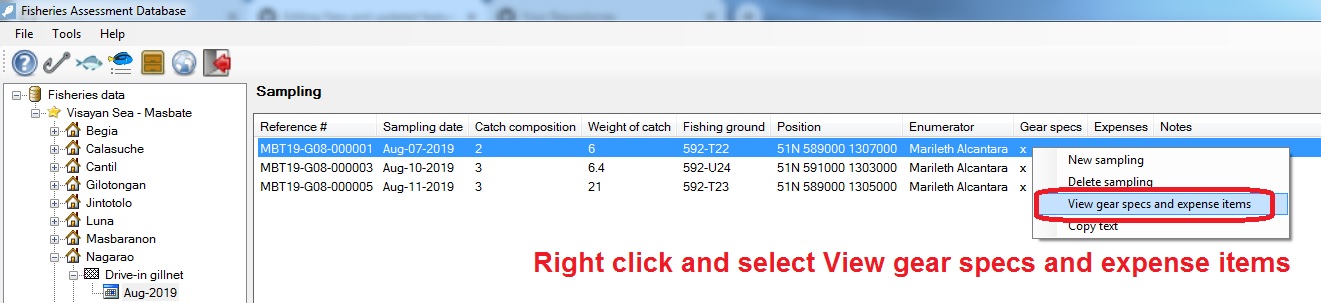 Fisheries Assessment Database
File Tools Help
Fisheries data
Visayan Sea - Masbate
Begia
Calasuche
Cantil
Gilotongan
Jintotolo
Luna
Masbaranon
Nagarao
Drive-in gillnet
Aug-2019
Sampling
Reference # Sampling date Catch composition Weight of catch Fishing ground Position Enumerator Gear specs Expenses Notes
MBT19-G08-000001 Aug-07-2019 2 6 592-T22 51N 589000 1307000 Marileth Alcantara x
MBT19-G08-000003 Aug-10-2019 3 6.4 592-U24 51N 591000 1303000 Marileth Alcantara x
MBT19-G08-000005 Aug-11-2019 3 21 592-T23 51N 589000 1305000 Marileth Alcantara x
New sampling
Delete sampling
View gear specs and expense items
Copy text
Right click and select View gear specs and expense items